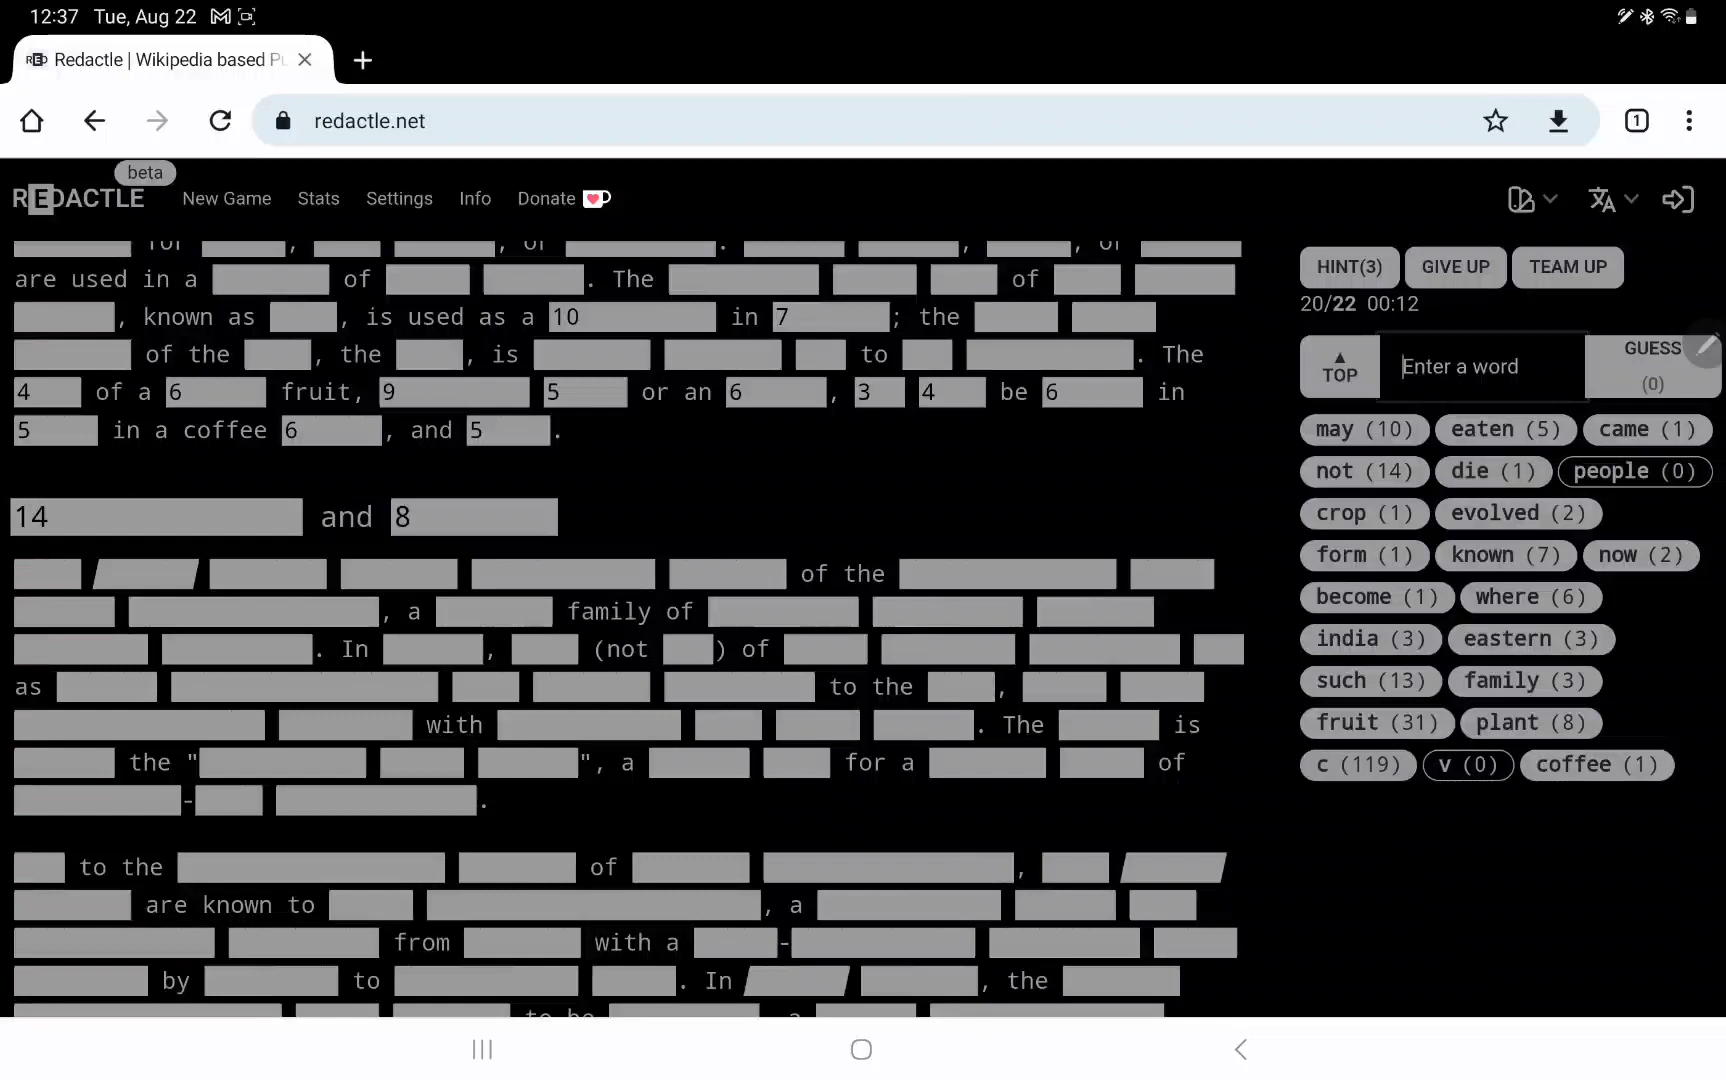 12:37 Tue, Aug 22
Redactle | Wikipedia based Pu
redactle.net
beta
REDACTLE New Game Stats Settings Info Donate
for , , or . , , or
are used in a of . The of
, known as , is used as a 10 in 7 ; the
of the , the , is to . The
4 of a 6 fruit, 9 5 or an 6 , 3 4 be 6 in
5 in a coffee 6 , and 5 .
14 and 8
of the
, a family of
. In , (not ) of
as to the ,
with . The is
the " ", a for a of
- .
to the of ,
are known to , a
from with a -
by to . In , the
to be , a
HINT(3) GIVE UP TEAM UP
20/22 00:12
▲ TOP Enter a word GUESS (0)
may (10) eaten (5) came (1)
not (14) die (1) people (0)
crop (1) evolved (2)
form (1) known (7) now (2)
become (1) where (6)
india (3) eastern (3)
such (13) family (3)
fruit (31) plant (8)
c (119) v (0) coffee (1)